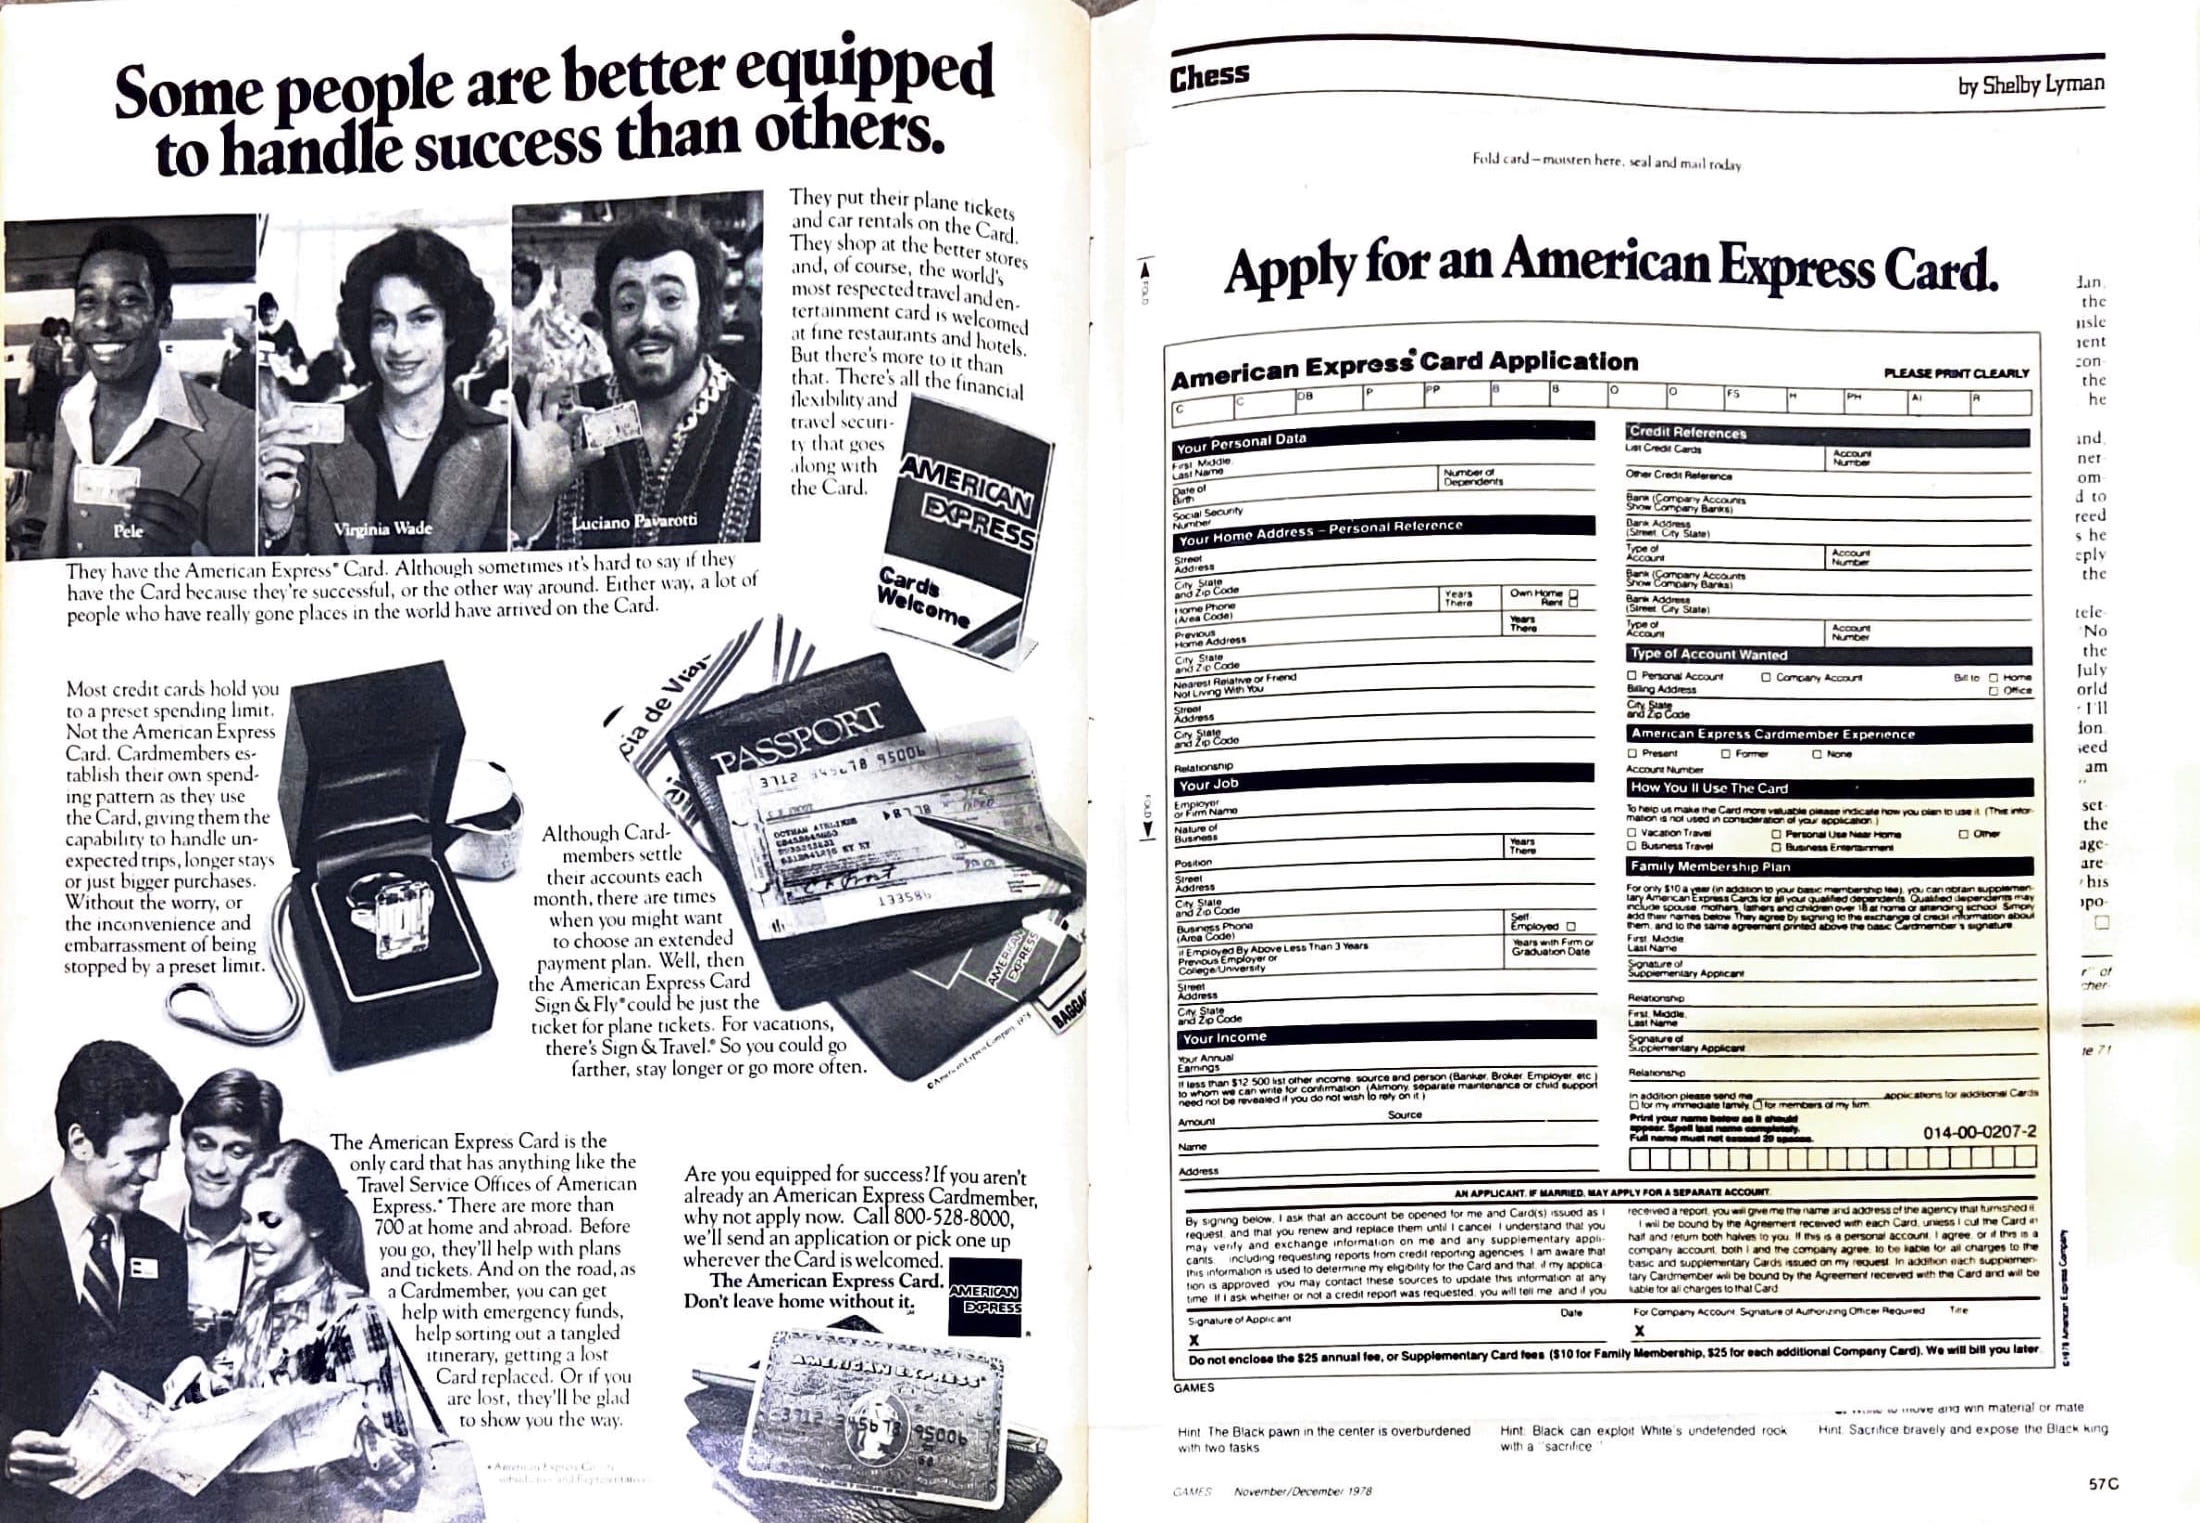 Some people are better equipped
to handle success than others.
Pele
Virginia Wade
Luciano Pavarotti
They put their plane tickets
and car rentals on the Card.
They shop at the better stores
and, of course, the world's
most respected travel and en-
tertainment card is welcomed
at fine restaurants and hotels.
But there's more to it than
that. There's all the financial
flexibility and
travel securi-
ty that goes
along with
the Card.
AMERICAN
EXPRESS
Cards
Welcome
They have the American Express® Card. Although sometimes it's hard to say if they
have the Card because they're successful, or the other way around. Either way, a lot of
people who have really gone places in the world have arrived on the Card.
Most credit cards hold you
to a preset spending limit.
Not the American Express
Card. Cardmembers es-
tablish their own spend-
ing pattern as they use
the Card, giving them the
capability to handle un-
expected trips, longer stays
or just bigger purchases.
Without the worry, or
the inconvenience and
embarrassment of being
stopped by a preset limit.
cia de Viaj
PASSPORT
3712 345678 95006
133586
AMERICAN
EXPRESS
BAGGA
© American Express Company, 1978
Although Card-
members settle
their accounts each
month, there are times
when you might want
to choose an extended
payment plan. Well, then
the American Express Card
Sign & Fly® could be just the
ticket for plane tickets. For vacations,
there's Sign & Travel.® So you could go
farther, stay longer or go more often.
The American Express Card is the
only card that has anything like the
Travel Service Offices of American
Express.* There are more than
700 at home and abroad. Before
you go, they'll help with plans
and tickets. And on the road, as
a Cardmember, you can get
help with emergency funds,
help sorting out a tangled
itinerary, getting a lost
Card replaced. Or if you
are lost, they'll be glad
to show you the way.
Are you equipped for success? If you aren't
already an American Express Cardmember,
why not apply now. Call 800-528-8000,
we'll send an application or pick one up
wherever the Card is welcomed.
The American Express Card.
Don't leave home without it.
AMERICAN
EXPRESS
AMERICAN EXPRESS
3712 345678 95006
Chess
by Shelby Lyman
Fold card—moisten here, seal and mail today
FOLD
Apply for an American Express Card.
American Express® Card Application
PLEASE PRINT CLEARLY
C C DB P PP B B O O FS H PH AI R
Your Personal Data
First, Middle,
Last Name
Date of
Birth
Number of
Dependents
Social Security
Number
Your Home Address – Personal Reference
Street
Address
City, State
and Zip Code
Home Phone
(Area Code)
Years
There
Own Home
Rent
Previous
Home Address
Years
There
City, State
and Zip Code
Nearest Relative or Friend
Not Living With You
Street
Address
City, State
and Zip Code
Relationship
Your Job
Employer
or Firm Name
Nature of
Business
Years
There
Position
Street
Address
City, State
and Zip Code
Business Phone
(Area Code)
Self
Employed
If Employed By Above Less Than 3 Years
Previous Employer or
College/University
Years with Firm or
Graduation Date
Street
Address
City, State
and Zip Code
Your Income
Your Annual
Earnings
If less than $12,500 list other income, source and person (Banker, Broker, Employer, etc.)
to whom we can write for confirmation (Alimony, separate maintenance or child support
need not be revealed if you do not wish to rely on it.)
Amount
Source
Name
Address
Credit References
List Credit Cards
Account
Number
Other Credit Reference
Bank (Company Accounts
Show Company Banks)
Bank Address
(Street, City, State)
Type of
Account
Account
Number
Bank (Company Accounts
Show Company Banks)
Bank Address
(Street, City, State)
Type of
Account
Account
Number
Type of Account Wanted
Personal Account
Company Account
Bill to
Home
Office
Billing Address
City, State
and Zip Code
American Express Cardmember Experience
Present
Former
None
Account Number
How You'll Use The Card
To help us make the Card more valuable please indicate how you plan to use it. (This infor-
mation is not used in consideration of your application.)
Vacation Travel
Personal Use Near Home
Other
Business Travel
Business Entertainment
Family Membership Plan
For only $10 a year (in addition to your basic membership fee), you can obtain supplemen-
tary American Express Cards for all your qualified dependents. Qualified dependents may
include spouse, mothers, fathers and children over 18 at home or attending school. Simply
add their names below. They agree by signing to the exchange of credit information about
them, and to the same agreement printed above the basic Cardmember's signature
First, Middle
Last Name
Signature of
Supplementary Applicant
Relationship
First, Middle,
Last Name
Signature of
Supplementary Applicant
Relationship
In addition please send me applications for additional Cards
for my immediate family, for members of my firm.
Print your name below as it should
appear. Spell last name completely.
Full name must not exceed 20 spaces.
014-00-0207-2
AN APPLICANT, IF MARRIED, MAY APPLY FOR A SEPARATE ACCOUNT.
By signing below, I ask that an account be opened for me and Card(s) issued as I
request, and that you renew and replace them until I cancel. I understand that you
may verify and exchange information on me and any supplementary appli-
cants, including requesting reports from credit reporting agencies. I am aware that
this information is used to determine my eligibility for the Card and that, if my applica-
tion is approved, you may contact these sources to update this information at any
time. If I ask whether or not a credit report was requested, you will tell me, and if you
received a report, you will give me the name and address of the agency that furnished it.
I will be bound by the Agreement received with each Card, unless I cut the Card in
half and return both halves to you. If this is a personal account, I agree, or if this is a
company account, both I and the company agree, to be liable for all charges to the
basic and supplementary Cards issued on my request. In addition each supplemen-
tary Cardmember will be bound by the Agreement received with the Card and will be
liable for all charges to that Card
Signature of Applicant
Date
X
For Company Account, Signature of Authorizing Officer Required
Title
X
Do not enclose the $25 annual fee, or Supplementary Card fees ($10 for Family Membership, $25 for each additional Company Card). We will bill you later.
© 1978 American Express Company
GAMES
the
the
he
ner
om
d to
reed
s he
the
tele-
No
the
July
orld
I'll
am
set-
the
age-
are
his
of
cher-
to move and win material or mate
Hint: The Black pawn in the center is overburdened
with two tasks
Hint: Black can exploit White's undefended rook
with a "sacrifice."
Hint: Sacrifice bravely and expose the Black king
GAMES November/December 1978
57C